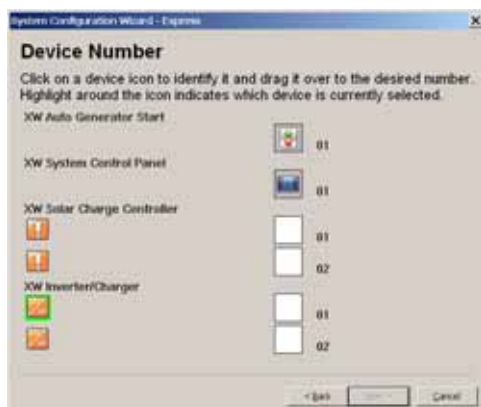 System Configuration Wizard - Express
Device Number
Click on a device icon to identify it and drag it over to the desired number.
Highlight around the icon indicates which device is currently selected.
XW Auto Generator Start
01
XW System Control Panel
01
XW Solar Charge Controller
01
02
XW Inverter/Charger
01
02
< Back
Cancel